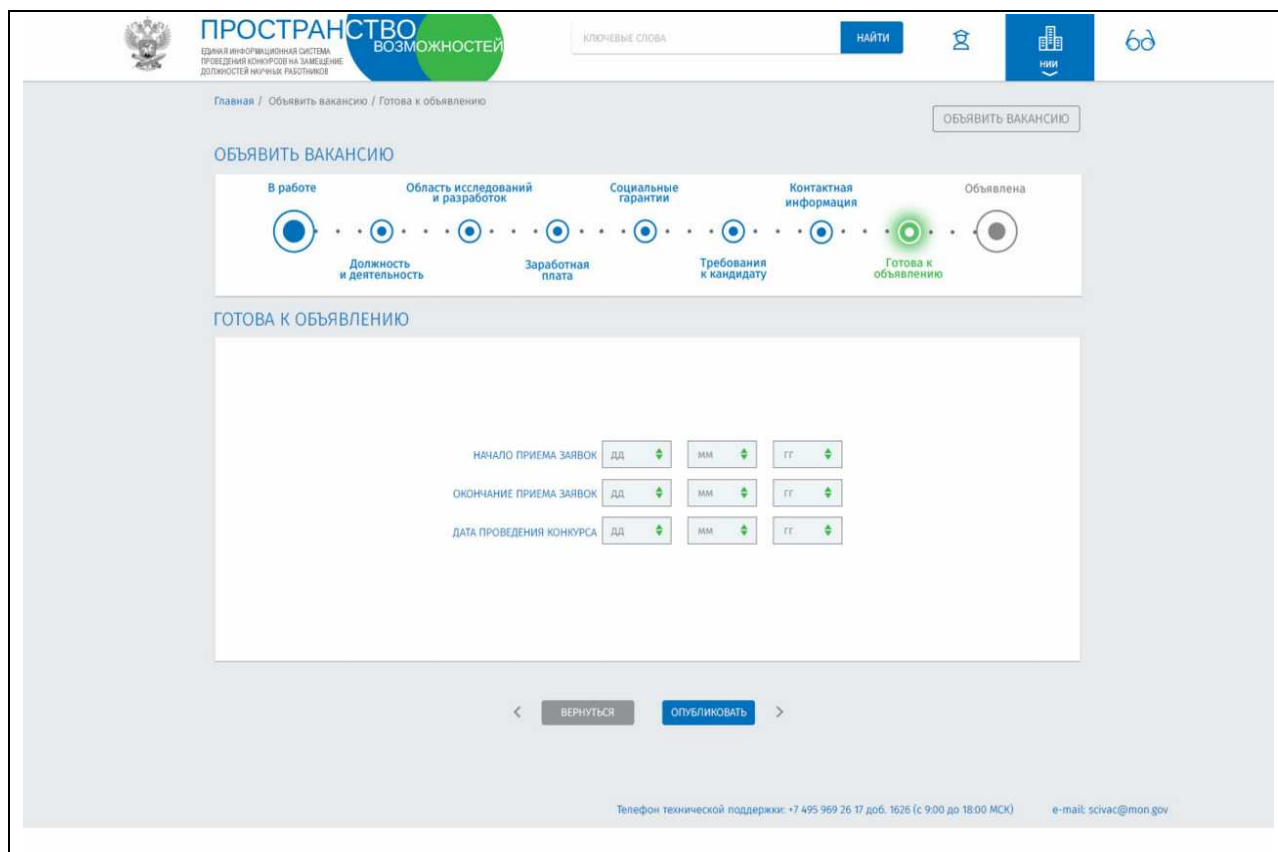 ПРОСТРАНСТВО
ВОЗМОЖНОСТЕЙ
ЕДИНАЯ ИНФОРМАЦИОННАЯ СИСТЕМА
ПРОВЕДЕНИЯ КОНКУРСОВ НА ЗАМЕЩЕНИЕ
ДОЛЖНОСТЕЙ НАУЧНЫХ РАБОТНИКОВ
КЛЮЧЕВЫЕ СЛОВА
НАЙТИ
НИИ
Главная / Объявить вакансию / Готова к объявлению
ОБЪЯВИТЬ ВАКАНСИЮ
ОБЪЯВИТЬ ВАКАНСИЮ
В работе
Область исследований
и разработок
Социальные
гарантии
Контактная
информация
Объявлена
Должность
и деятельность
Заработная
плата
Требования
к кандидату
Готова к
объявлению
ГОТОВА К ОБЪЯВЛЕНИЮ
НАЧАЛО ПРИЕМА ЗАЯВОК дд мм гг
ОКОНЧАНИЕ ПРИЕМА ЗАЯВОК дд мм гг
ДАТА ПРОВЕДЕНИЯ КОНКУРСА дд мм гг
ВЕРНУТЬСЯ
ОПУБЛИКОВАТЬ
Телефон технической поддержки: +7 495 969 26 17 доб. 1626 (с 9:00 до 18:00 МСК) e-mail: scivac@mon.gov